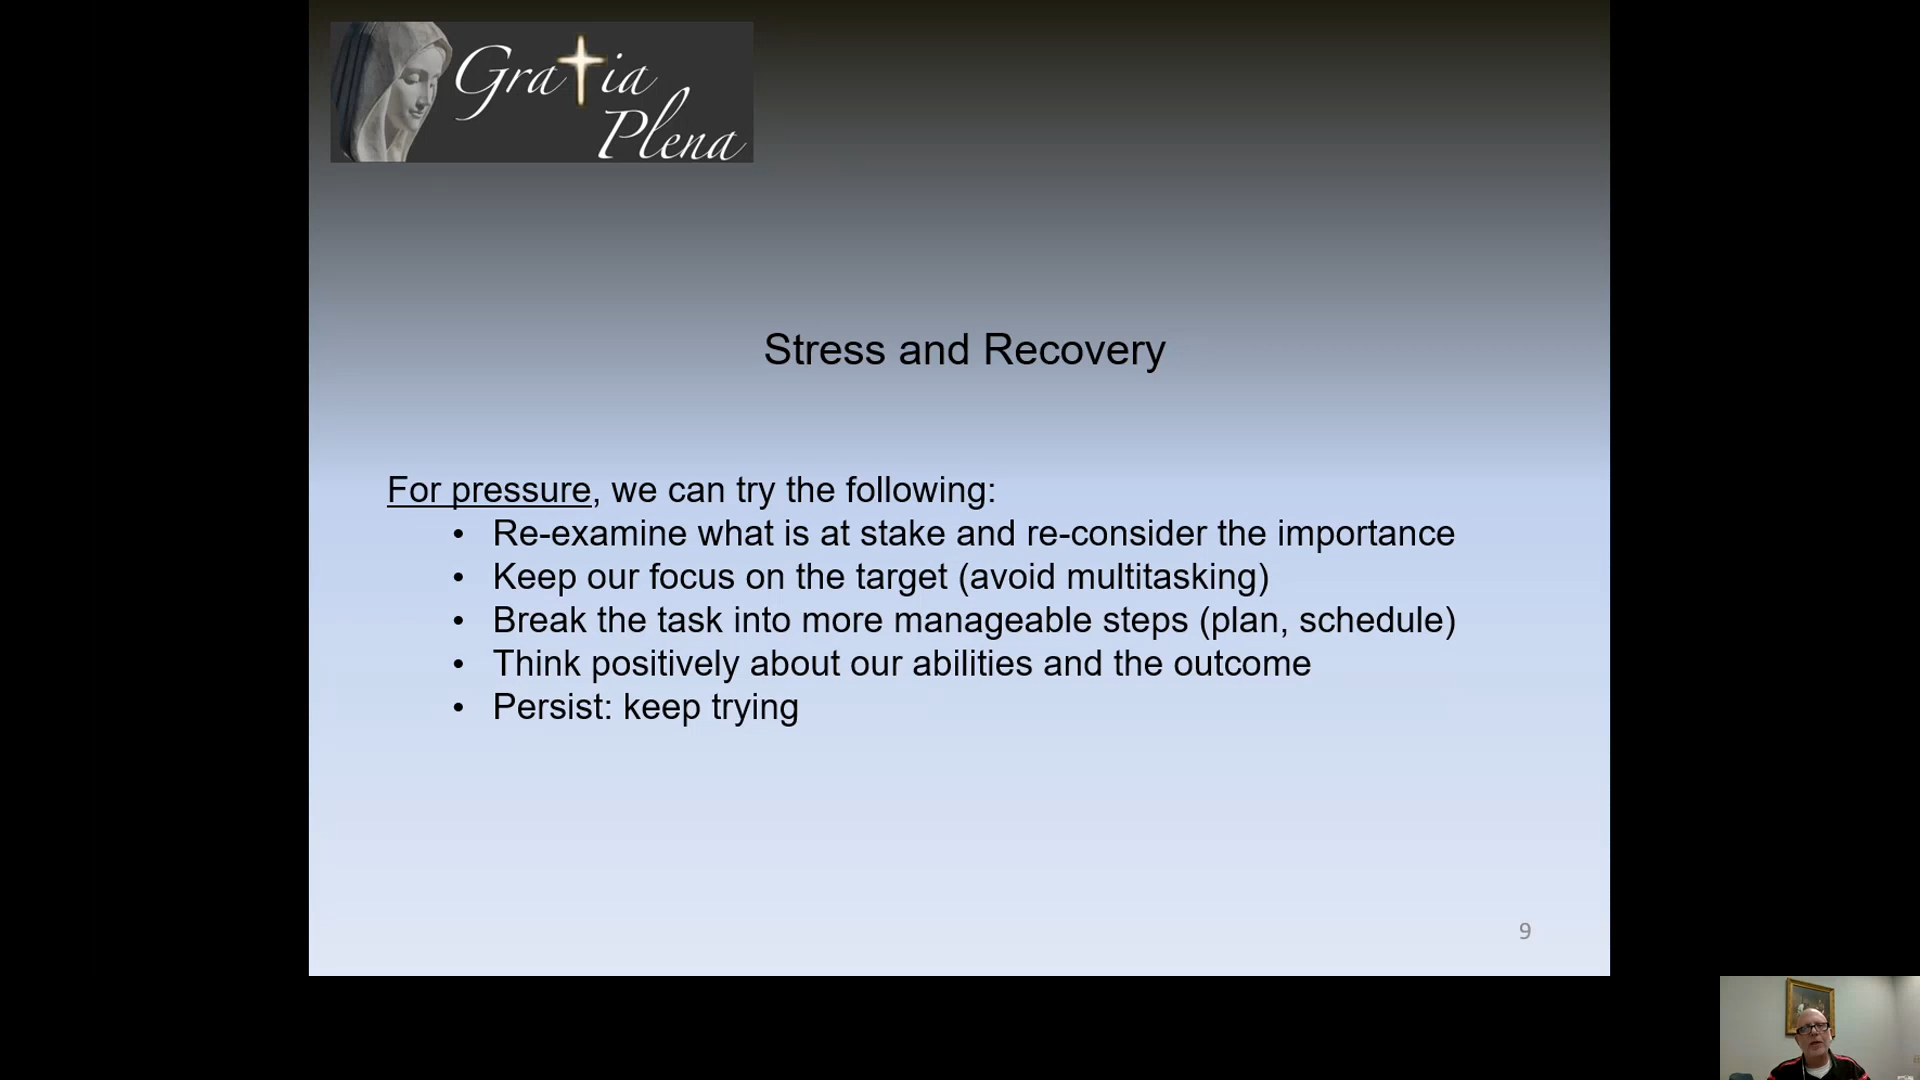 Gratia
Plena
Stress and Recovery
For pressure, we can try the following:
• Re-examine what is at stake and re-consider the importance
• Keep our focus on the target (avoid multitasking)
• Break the task into more manageable steps (plan, schedule)
• Think positively about our abilities and the outcome
• Persist: keep trying
9